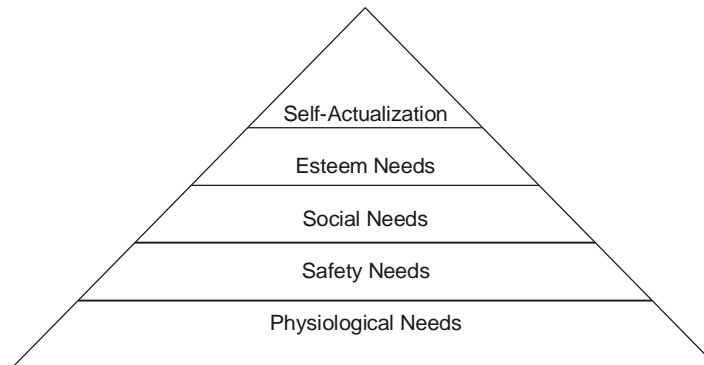 Self-Actualization
Esteem Needs
Social Needs
Safety Needs
Physiological Needs